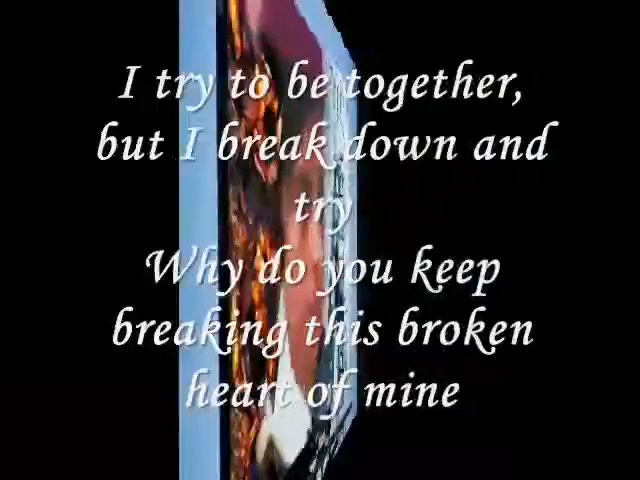 I try to be together,
but I break down and
try
Why do you keep
breaking this broken
heart of mine